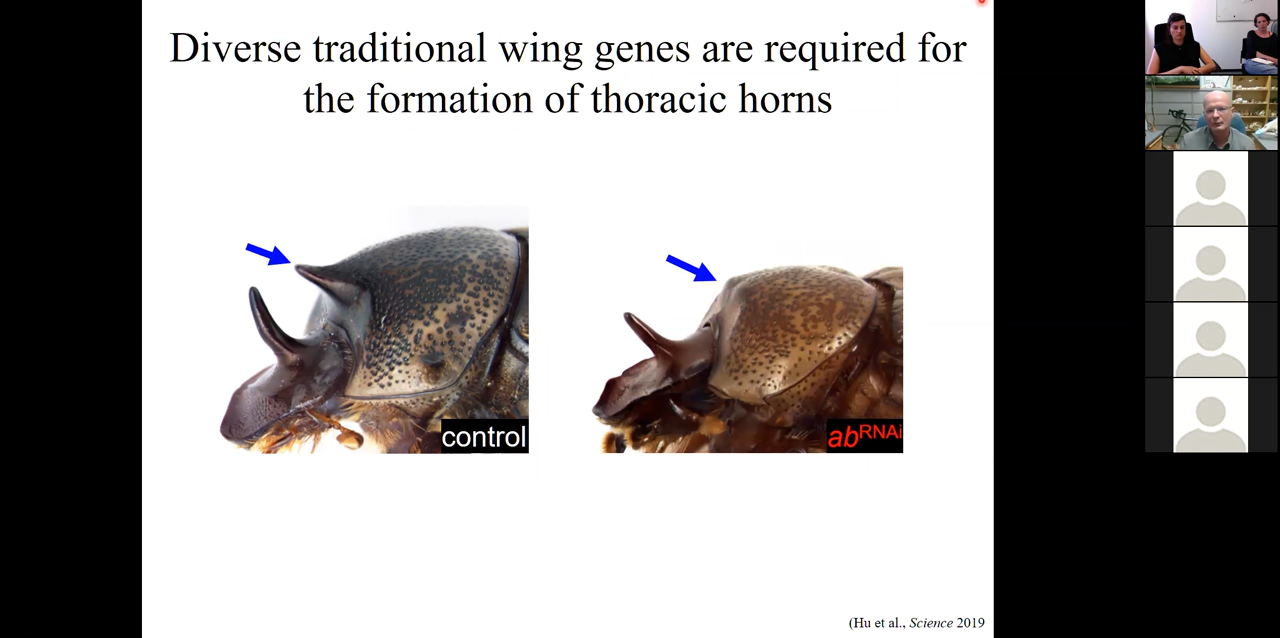 Diverse traditional wing genes are required for
the formation of thoracic horns
control
abRNAi
(Hu et al., Science 2019